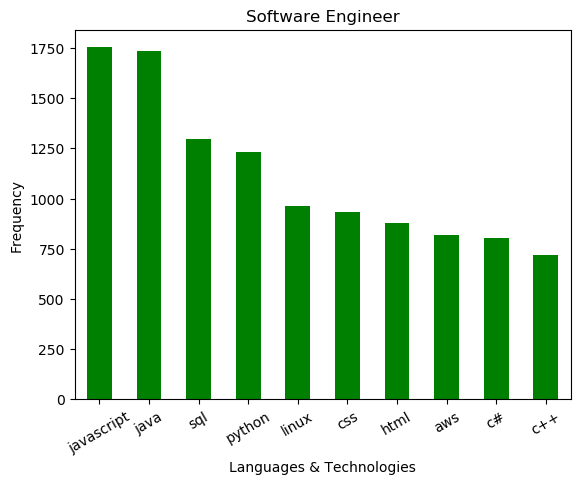 Software Engineer
1750
1500
1250
1000
750
500
250
0
Frequency
javascript
java
sql
python
linux
css
html
aws
c#
c++
Languages & Technologies